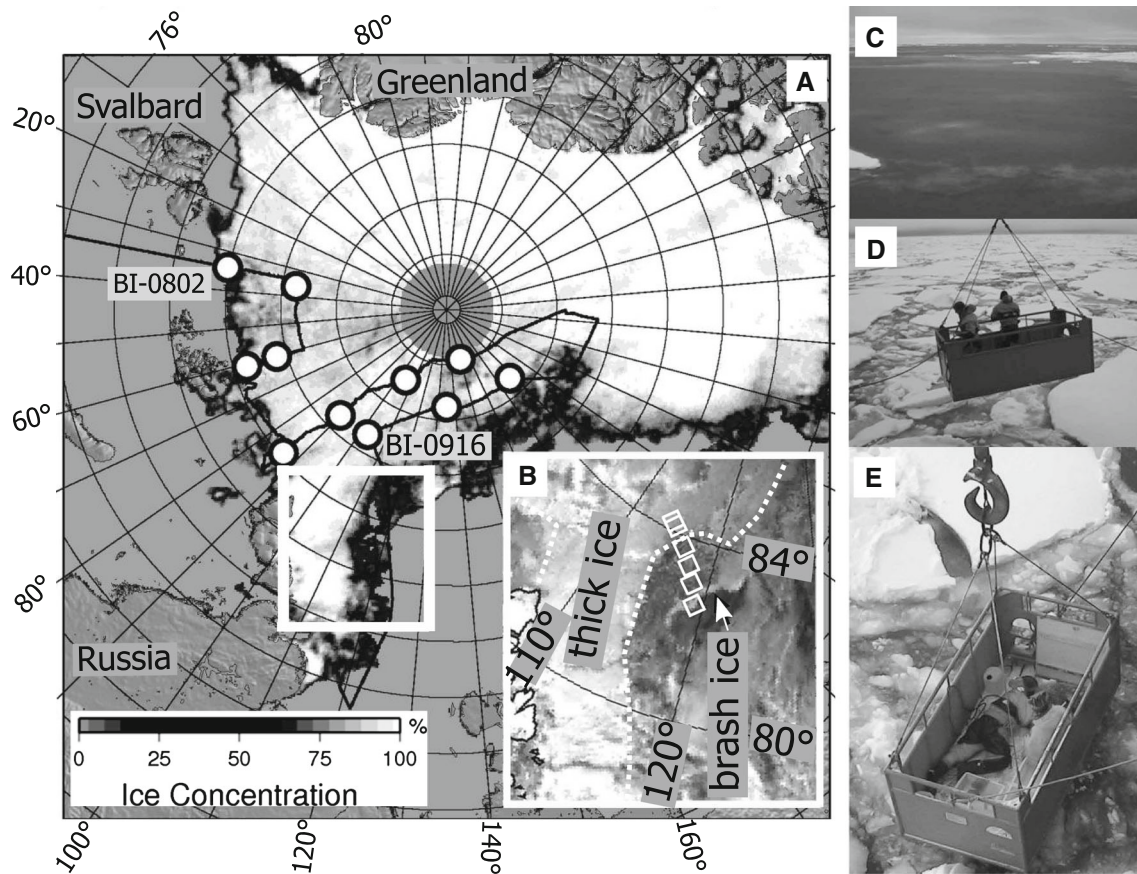 76°
80°
A
Greenland
Svalbard
20°
40°
BI-0802
60°
BI-0916
80°
Russia
%
0 25 50 75 100
Ice Concentration
100°
120°
140°
160°
B
thick ice
110°
84°
brash ice
120°
80°
C
D
E